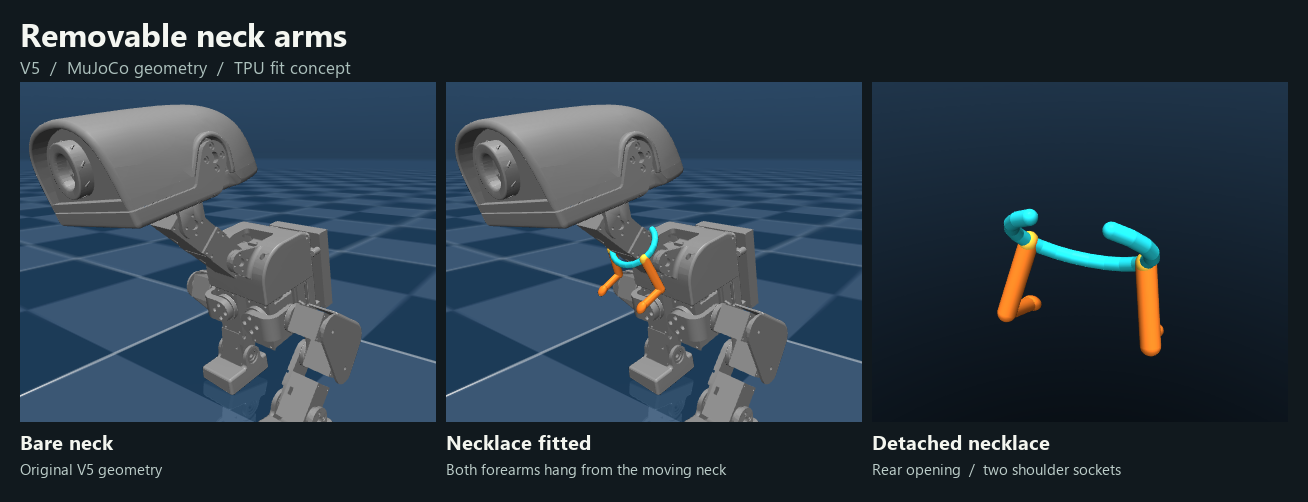 Removable neck arms
V5 / MuJoCo geometry / TPU fit concept
Bare neck
Original V5 geometry
Necklace fitted
Both forearms hang from the moving neck
Detached necklace
Rear opening / two shoulder sockets